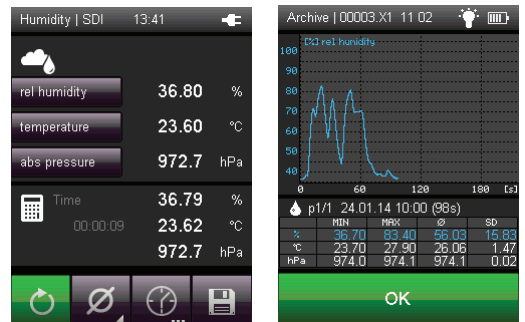 Humidity | SDI 13:41
rel humidity 36.80 %
temperature 23.60 °C
abs pressure 972.7 hPa
Time 36.79 %
00:00:09 23.62 °C
972.7 hPa
Archive | 00003.X1 11 02
[%] rel hunidity
100
90
80
70
60
50
40
0 60 120 180 [s]
p1/1 24.01.14 10:00 (98s)
MIN MAX Ø SD
% 36.70 83.40 56.03 15.83
°C 23.70 27.90 26.06 1.47
hPa 974.0 974.1 974.1 0.02
OK